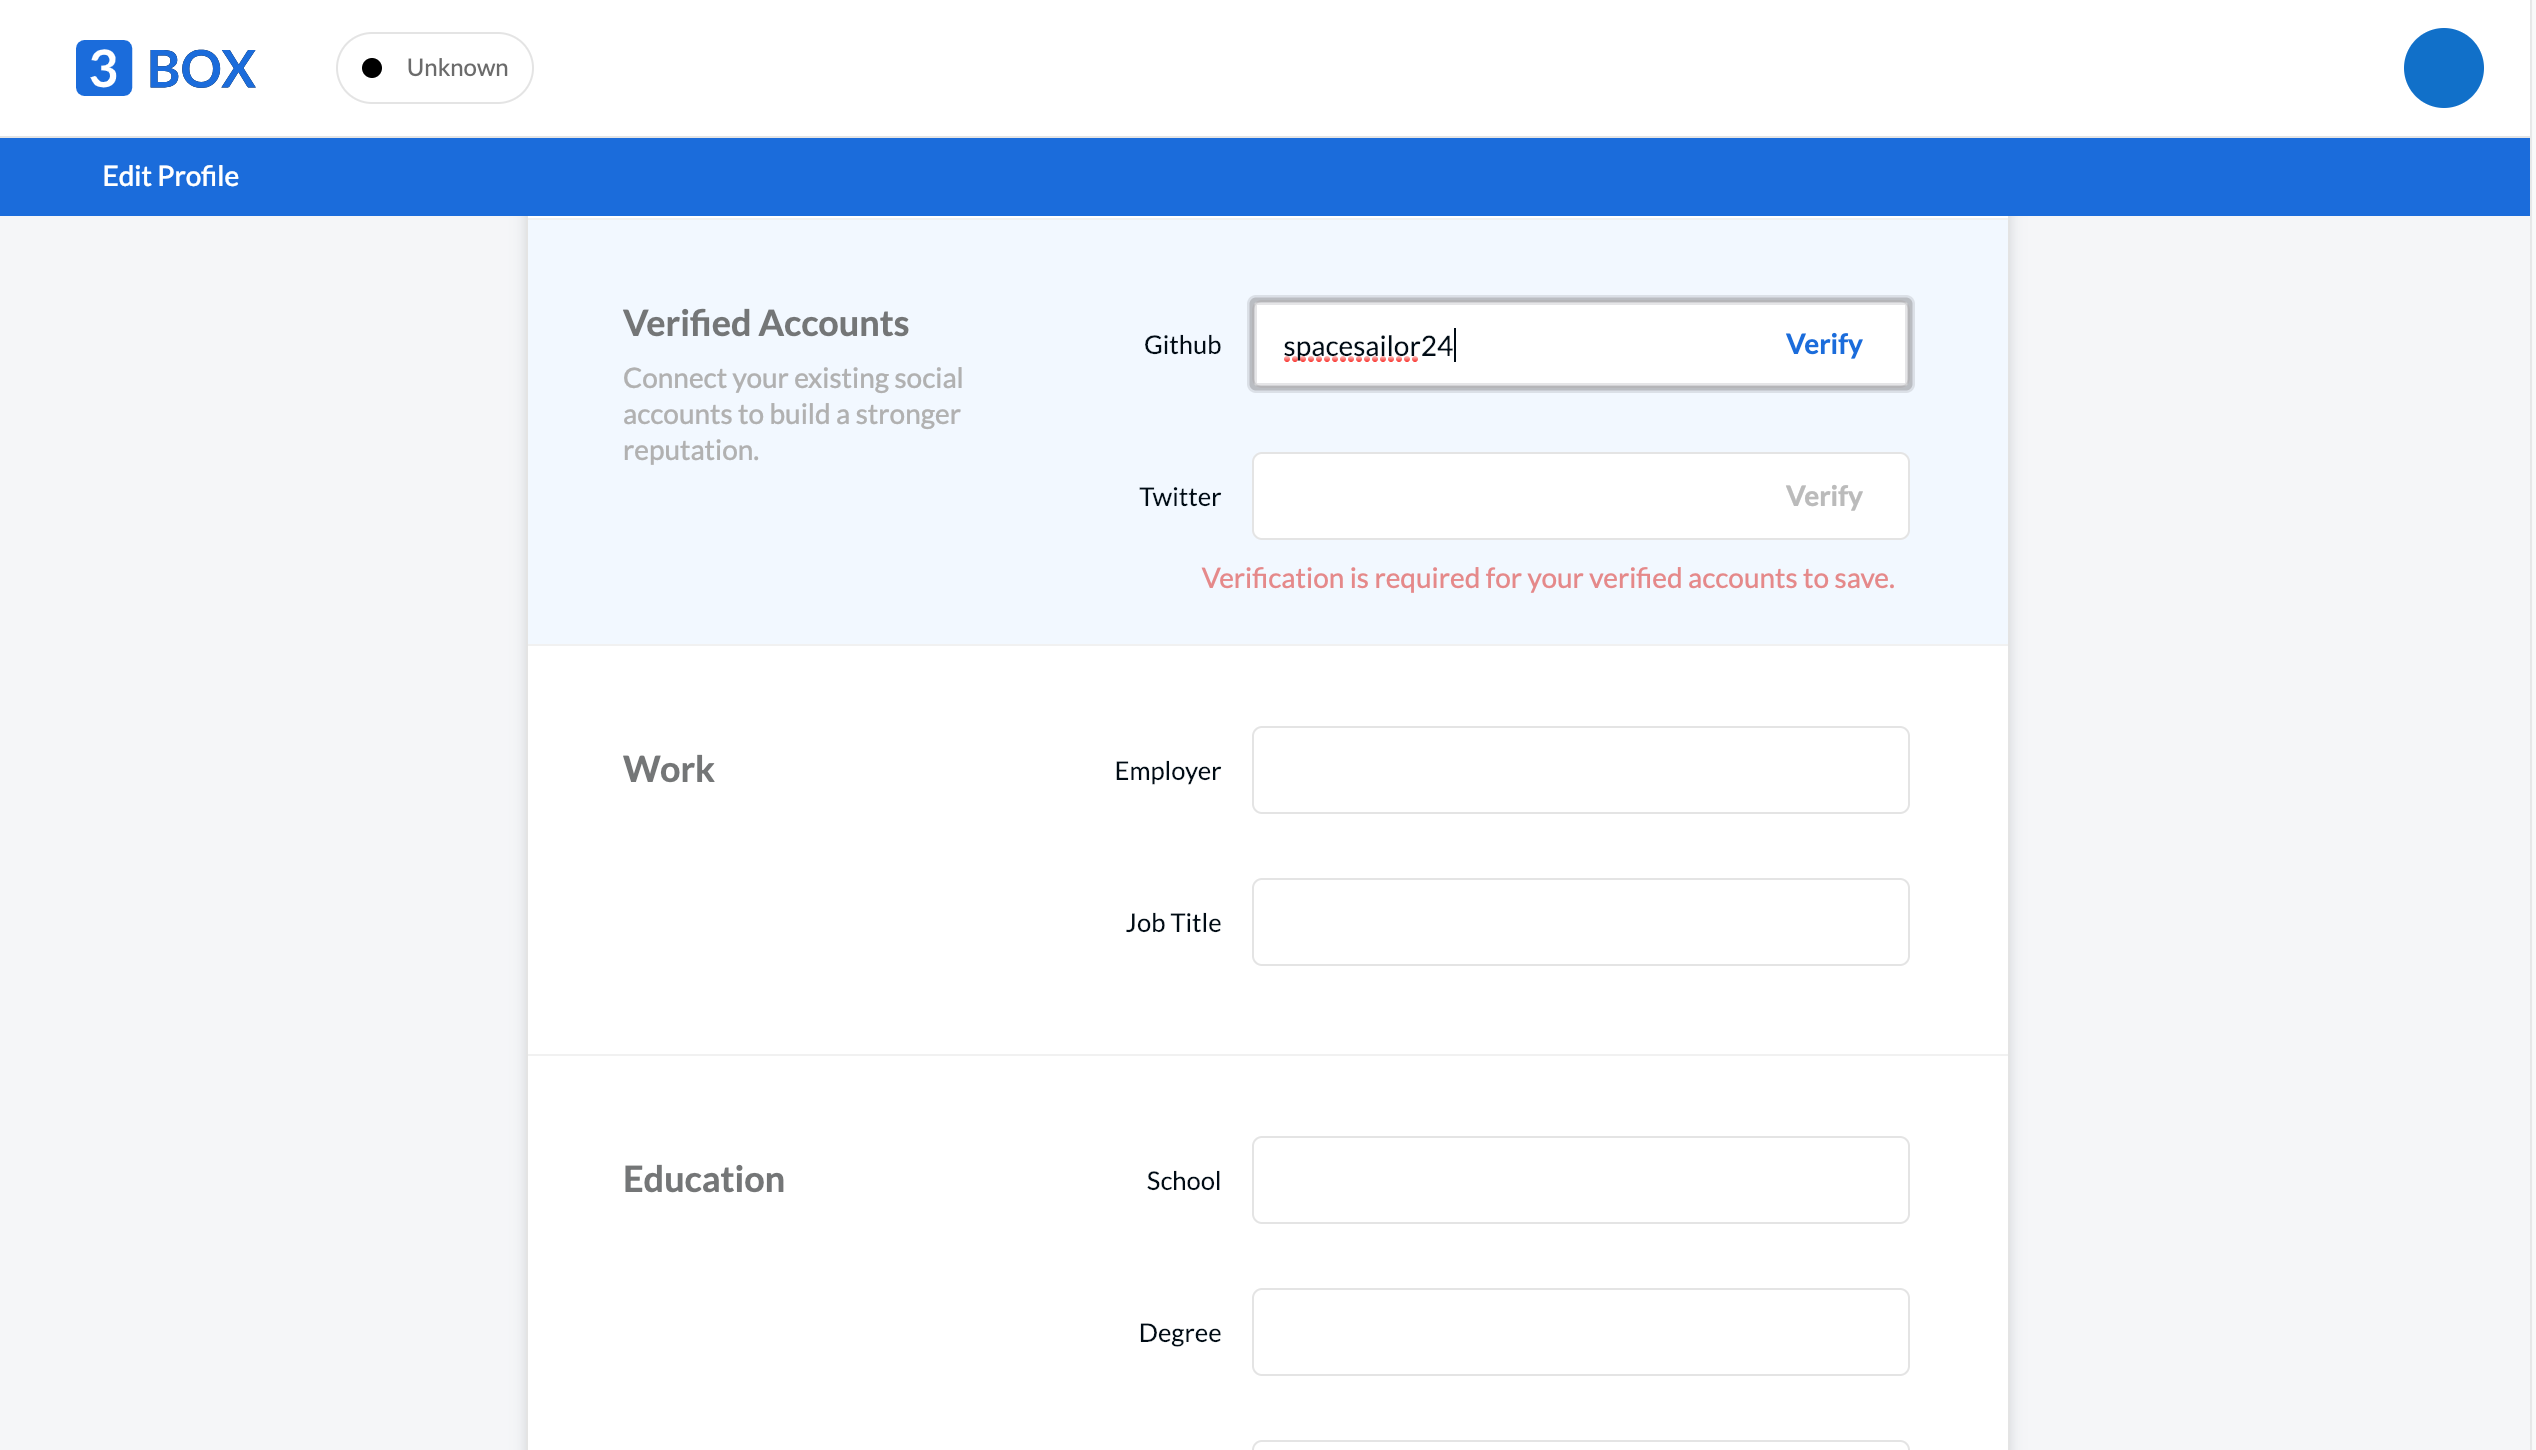 3 BOX
Unknown
Edit Profile
Verified Accounts
Connect your existing social
accounts to build a stronger
reputation.
Github
spacesailor24
Verify
Twitter
Verify
Verification is required for your verified accounts to save.
Work
Employer
Job Title
Education
School
Degree